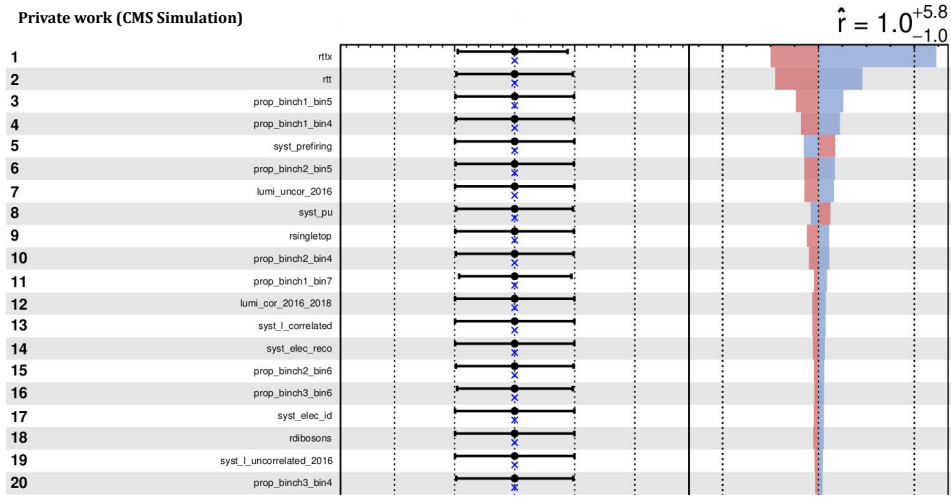 Private work (CMS Simulation)
r̂ = 1.0+5.8−1.0
1 rttx
2 rtt
3 prop_binch1_bin5
4 prop_binch1_bin4
5 syst_prefiring
6 prop_binch2_bin5
7 lumi_uncor_2016
8 syst_pu
9 rsingletop
10 prop_binch2_bin4
11 prop_binch1_bin7
12 lumi_cor_2016_2018
13 syst_l_correlated
14 syst_elec_reco
15 prop_binch2_bin6
16 prop_binch3_bin6
17 syst_elec_id
18 rdibosons
19 syst_l_uncorrelated_2016
20 prop_binch3_bin4